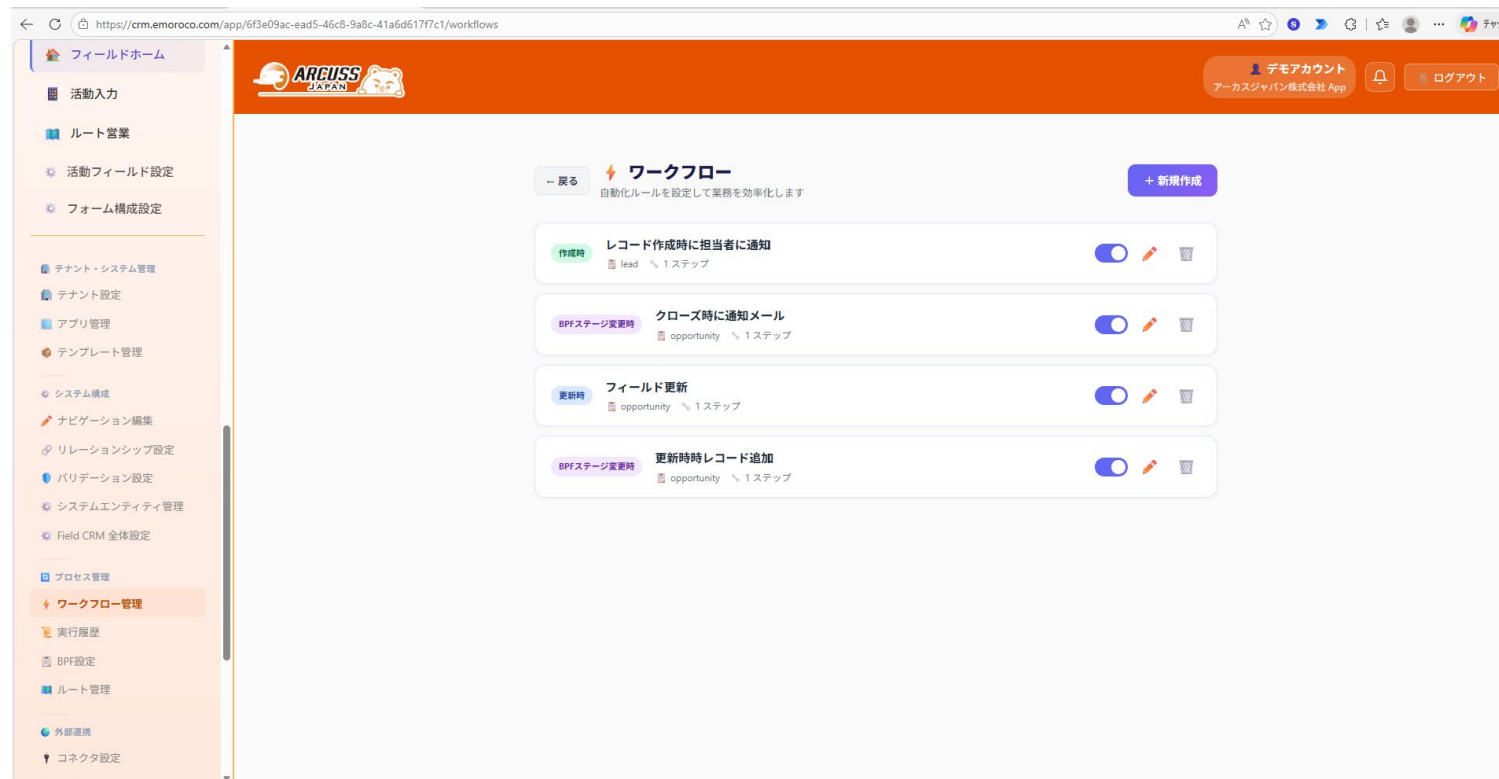 https://crm.emoroco.com/app/6f3e09ac-ead5-46c8-9a8c-41a6d617f7c1/workflows
フィールドホーム
活動入力
ルート営業
活動フィールド設定
フォーム構成設定
テナント・システム管理
テナント設定
アプリ管理
テンプレート管理
システム構成
ナビゲーション編集
リレーションシップ設定
バリデーション設定
システムエンティティ管理
Field CRM 全体設定
プロセス管理
ワークフロー管理
実行履歴
BPF設定
ルート管理
外部連携
コネクタ設定
ARCUSS
JAPAN
デモアカウント
アーカスジャパン株式会社 App
ログアウト
←戻る
ワークフロー
自動化ルールを設定して業務を効率化します
+ 新規作成
作成時
レコード作成時に担当者に通知
lead 1 ステップ
BPFステージ変更時
クローズ時に通知メール
opportunity 1 ステップ
更新時
フィールド更新
opportunity 1 ステップ
BPFステージ変更時
更新時時レコード追加
opportunity 1 ステップ